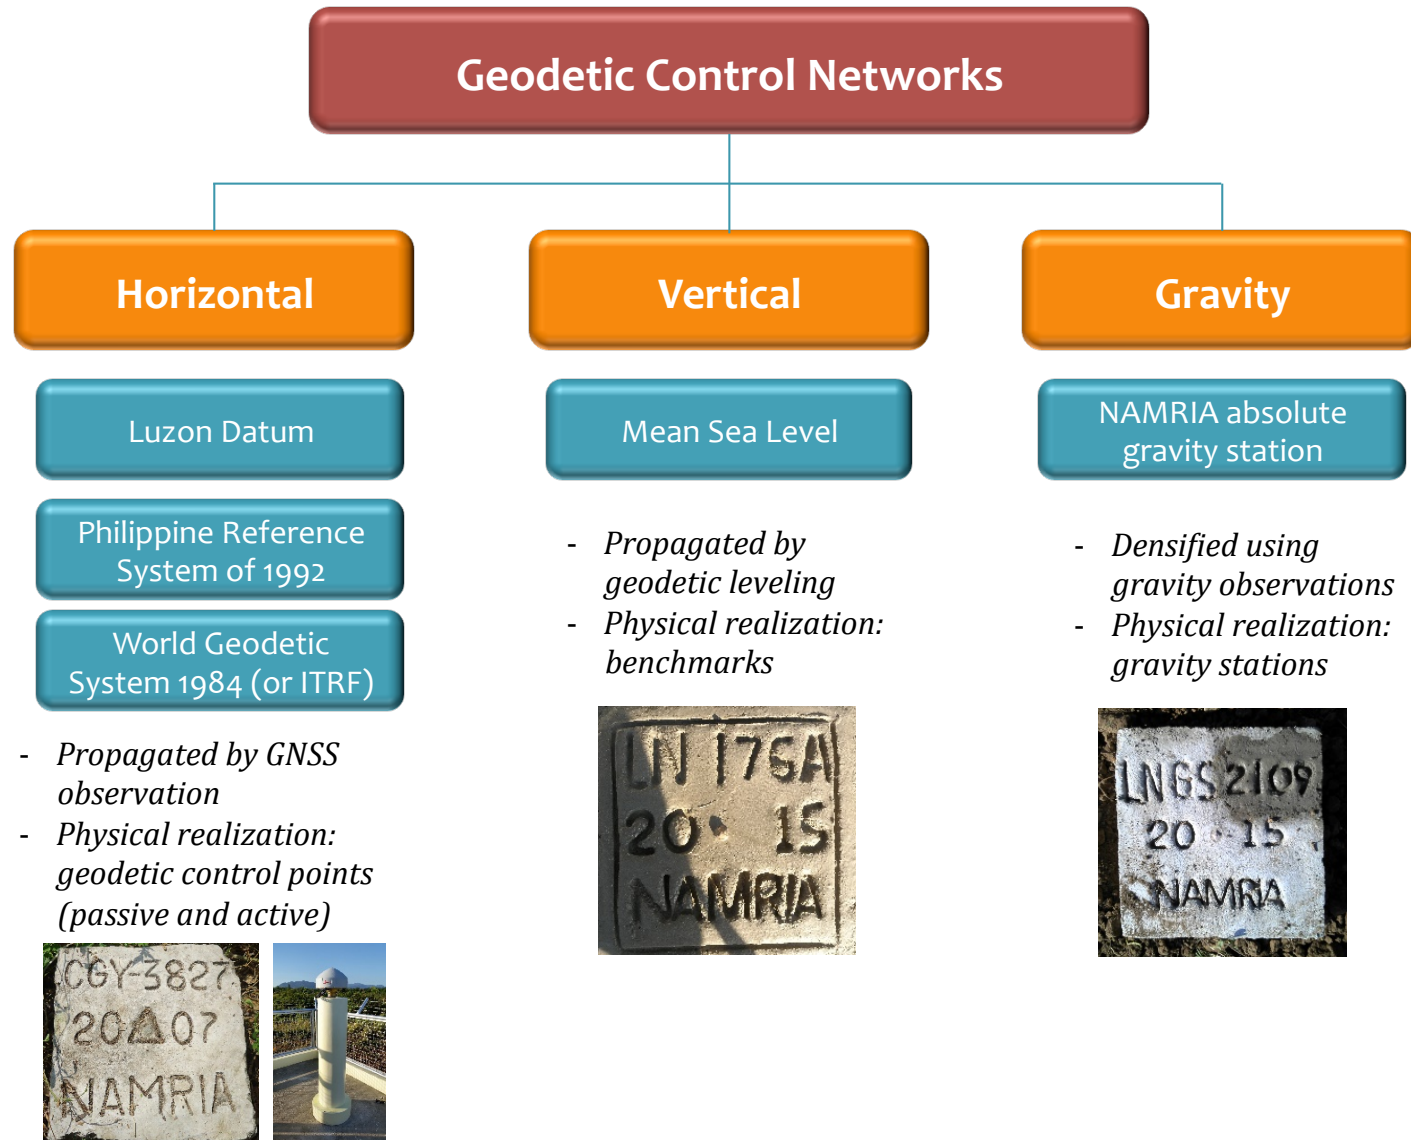 Geodetic Control Networks
Horizontal
Luzon Datum
Philippine Reference
System of 1992
World Geodetic
System 1984 (or ITRF)
- Propagated by GNSS
observation
- Physical realization:
geodetic control points
(passive and active)
CGY-3827
20 07
NAMRIA
Vertical
Mean Sea Level
- Propagated by
geodetic leveling
- Physical realization:
benchmarks
LN 176A
20 15
NAMRIA
Gravity
NAMRIA absolute
gravity station
- Densified using
gravity observations
- Physical realization:
gravity stations
LNGS 2109
20 15
NAMRIA